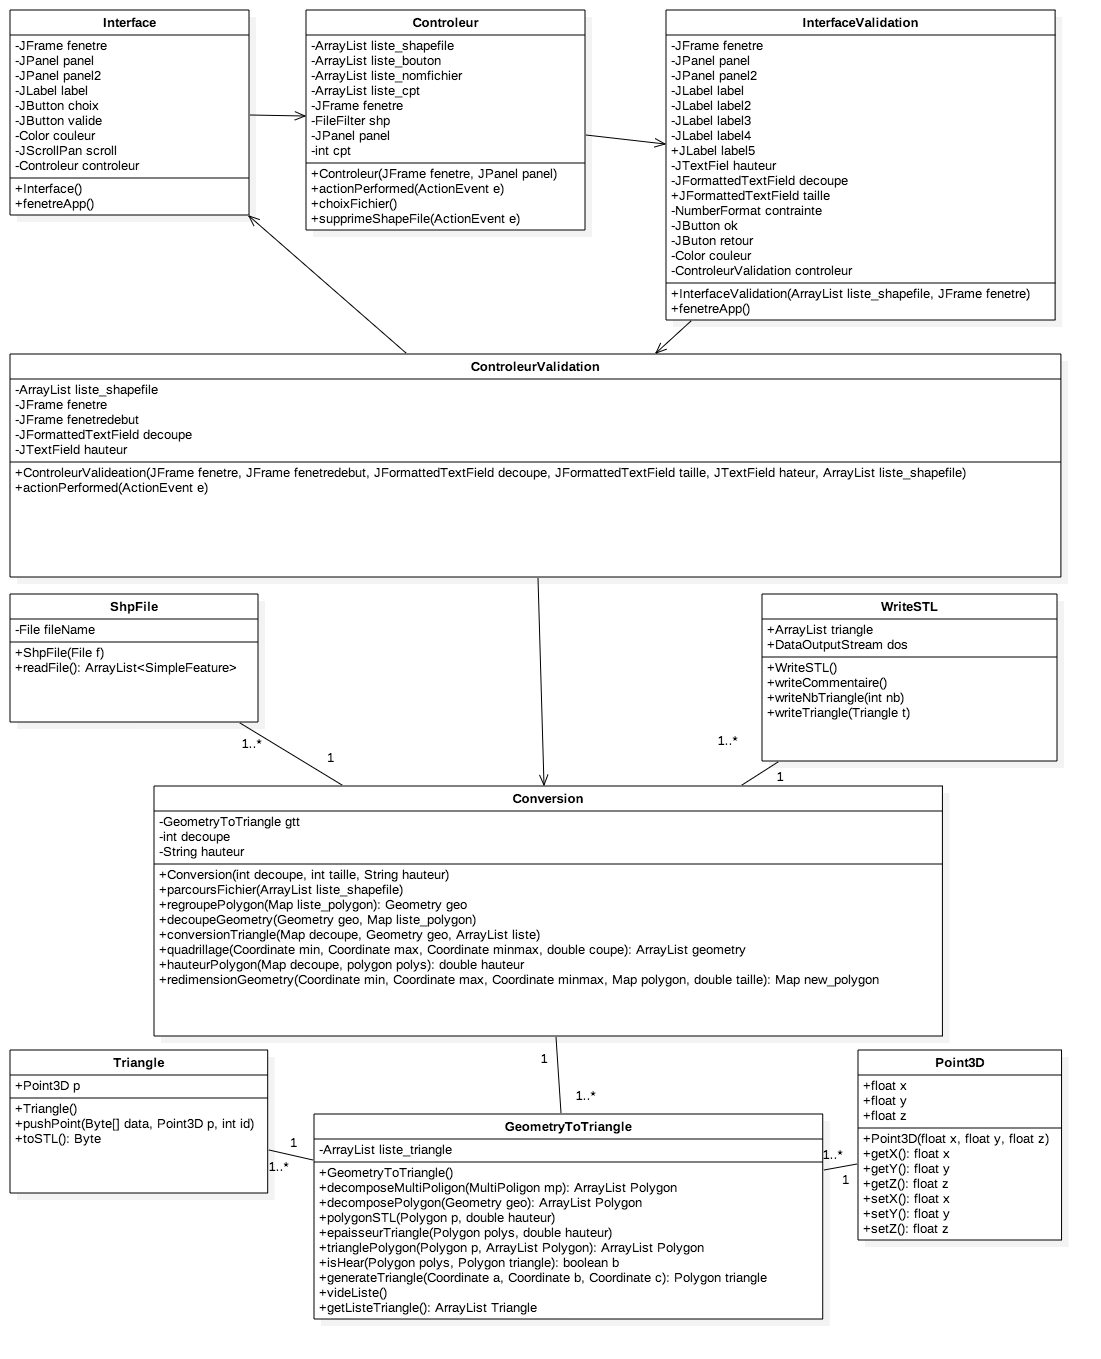 Interface
-JFrame fenetre
-JPanel panel
-JPanel panel2
-JLabel label
-JButton choix
-JButton valide
-Color couleur
-JScrollPan scroll
-Controleur controleur
+Interface()
+fenetreApp()
Controleur
-ArrayList liste_shapefile
-ArrayList liste_bouton
-ArrayList liste_nomfichier
-ArrayList liste_cpt
-JFrame fenetre
-FileFilter shp
-JPanel panel
-int cpt
+Controleur(JFrame fenetre, JPanel panel)
+actionPerformed(ActionEvent e)
+choixFichier()
+supprimeShapeFile(ActionEvent e)
InterfaceValidation
-JFrame fenetre
-JPanel panel
-JPanel panel2
-JLabel label
-JLabel label2
-JLabel label3
-JLabel label4
+JLabel label5
-JTextFiel hauteur
-JFormattedTextField decoupe
+JFormattedTextField taille
-NumberFormat contrainte
-JButton ok
-JButon retour
-Color couleur
-ControleurValidation controleur
+InterfaceValidation(ArrayList liste_shapefile, JFrame fenetre)
+fenetreApp()
ControleurValidation
-ArrayList liste_shapefile
-JFrame fenetre
-JFrame fenetredebut
-JFormattedTextField decoupe
-JTextField hauteur
+ControleurValideation(JFrame fenetre, JFrame fenetredebut, JFormattedTextField decoupe, JFormattedTextField taille, JTextField hateur, ArrayList liste_shapefile)
+actionPerformed(ActionEvent e)
ShpFile
-File fileName
+ShpFile(File f)
+readFile(): ArrayList<SimpleFeature>
WriteSTL
+ArrayList triangle
+DataOutputStream dos
+WriteSTL()
+writeCommentaire()
+writeNbTriangle(int nb)
+writeTriangle(Triangle t)
1..*
1
1..*
1
Conversion
-GeometryToTriangle gtt
-int decoupe
-String hauteur
+Conversion(int decoupe, int taille, String hauteur)
+parcoursFichier(ArrayList liste_shapefile)
+regroupePolygon(Map liste_polygon): Geometry geo
+decoupeGeometry(Geometry geo, Map liste_polygon)
+conversionTriangle(Map decoupe, Geometry geo, ArrayList liste)
+quadrillage(Coordinate min, Coordinate max, Coordinate minmax, double coupe): ArrayList geometry
+hauteurPolygon(Map decoupe, polygon polys): double hauteur
+redimensionGeometry(Coordinate min, Coordinate max, Coordinate minmax, Map polygon, double taille): Map new_polygon
1
1..*
Triangle
+Point3D p
+Triangle()
+pushPoint(Byte[] data, Point3D p, int id)
+toSTL(): Byte
1
1..*
GeometryToTriangle
-ArrayList liste_triangle
+GeometryToTriangle()
+decomposeMultiPoligon(MultiPoligon mp): ArrayList Polygon
+decomposePolygon(Geometry geo): ArrayList Polygon
+polygonSTL(Polygon p, double hauteur)
+epaisseurTriangle(Polygon polys, double hauteur)
+trianglePolygon(Polygon p, ArrayList Polygon): ArrayList Polygon
+isHear(Polygon polys, Polygon triangle): boolean b
+generateTriangle(Coordinate a, Coordinate b, Coordinate c): Polygon triangle
+videListe()
+getListeTriangle(): ArrayList Triangle
1..*
1
Point3D
+float x
+float y
+float z
+Point3D(float x, float y, float z)
+getX(): float x
+getY(): float y
+getZ(): float z
+setX(): float x
+setY(): float y
+setZ(): float z